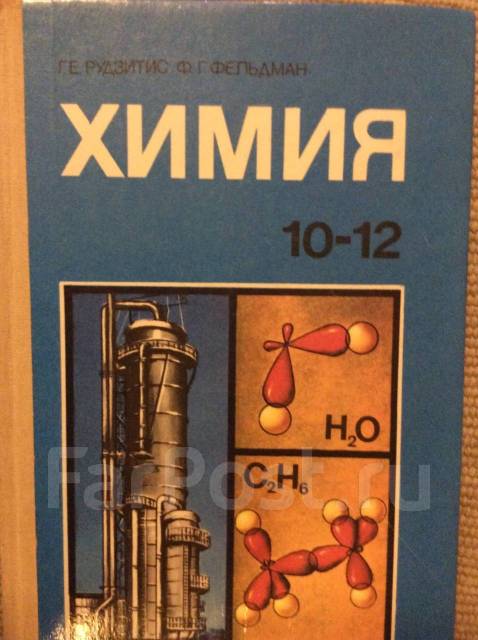 Г.Е. РУДЗИТИС Ф.Г. ФЕЛЬДМАН
ХИМИЯ
10-12
H₂O
C₂H₆
FarPost.ru